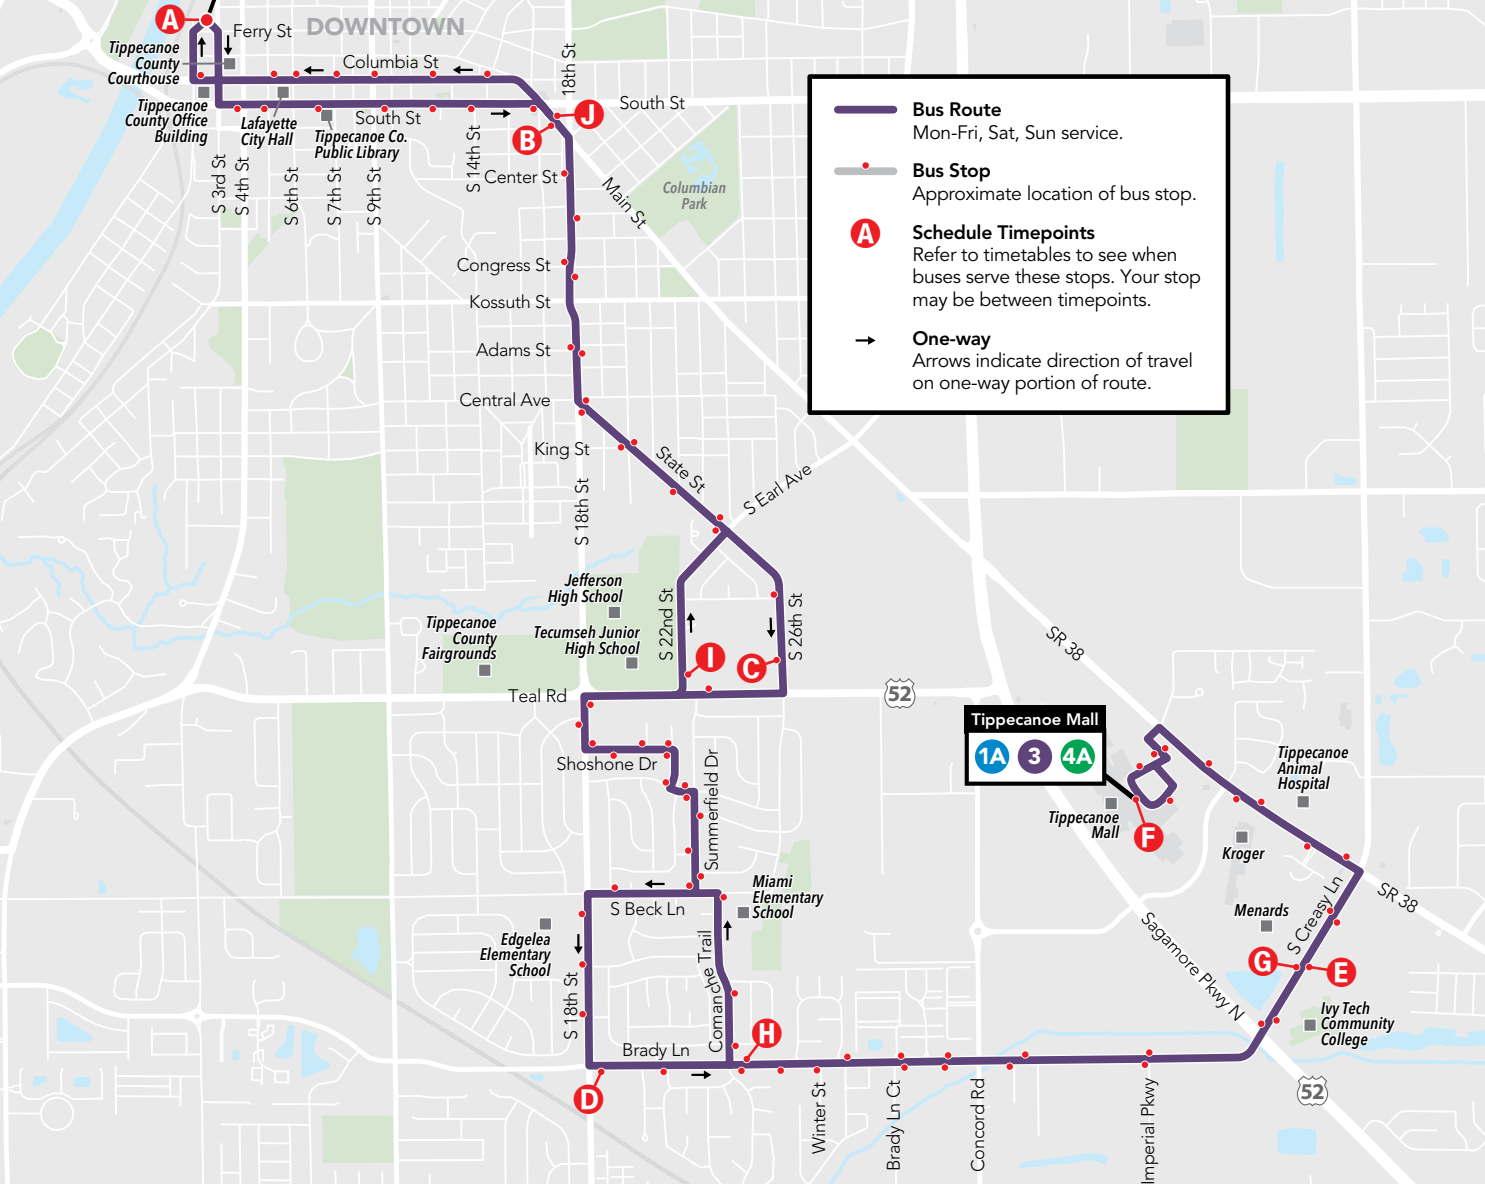 A
Ferry St
DOWNTOWN
Tippecanoe
County
Courthouse
Columbia St
18th St
South St
J
B
Tippecanoe
County Office
Building
Lafayette
City Hall
South St
Tippecanoe Co.
Public Library
S 3rd St
S 4th St
S 6th St
S 7th St
S 9th St
S 14th St
Center St
Main St
Columbian
Park
Congress St
Kossuth St
Adams St
Central Ave
King St
State St
S Earl Ave
S 18th St
Bus Route
Mon-Fri, Sat, Sun service.
Bus Stop
Approximate location of bus stop.
A
Schedule Timepoints
Refer to timetables to see when
buses serve these stops. Your stop
may be between timepoints.
One-way
Arrows indicate direction of travel
on one-way portion of route.
Jefferson
High School
Tecumseh Junior
High School
Tippecanoe
County
Fairgrounds
S 22nd St
S 26th St
I
C
Teal Rd
52
SR 38
Tippecanoe Mall
1A
3
4A
Tippecanoe
Mall
F
Tippecanoe
Animal
Hospital
Kroger
Shoshone Dr
Summerfield Dr
Miami
Elementary
School
S Beck Ln
Edgelea
Elementary
School
Comanche Trail
S 18th St
Brady Ln
H
D
Winter St
Brady Ln Ct
Concord Rd
Imperial Pkwy
Sagamore Pkwy N
Menards
S Creasy Ln
SR 38
G
E
Ivy Tech
Community
College
52